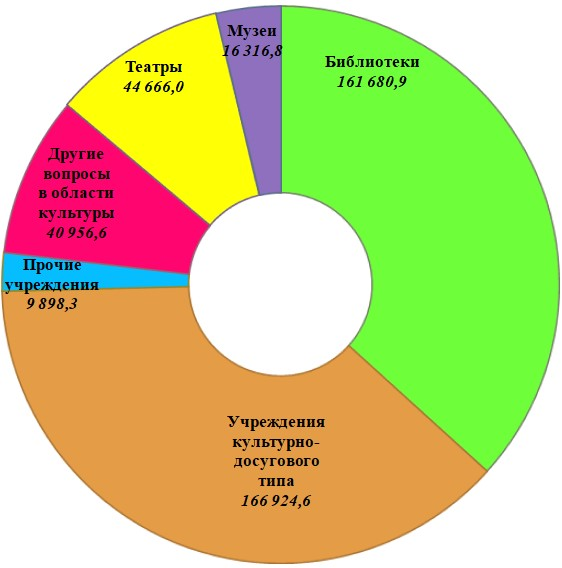 Музеи
16 316,8
Библиотеки
161 680,9
Театры
44 666,0
Другие
вопросы
в области
культуры
40 956,6
Прочие
учреждения
9 898,3
Учреждения
культурно-
досугового
типа
166 924,6